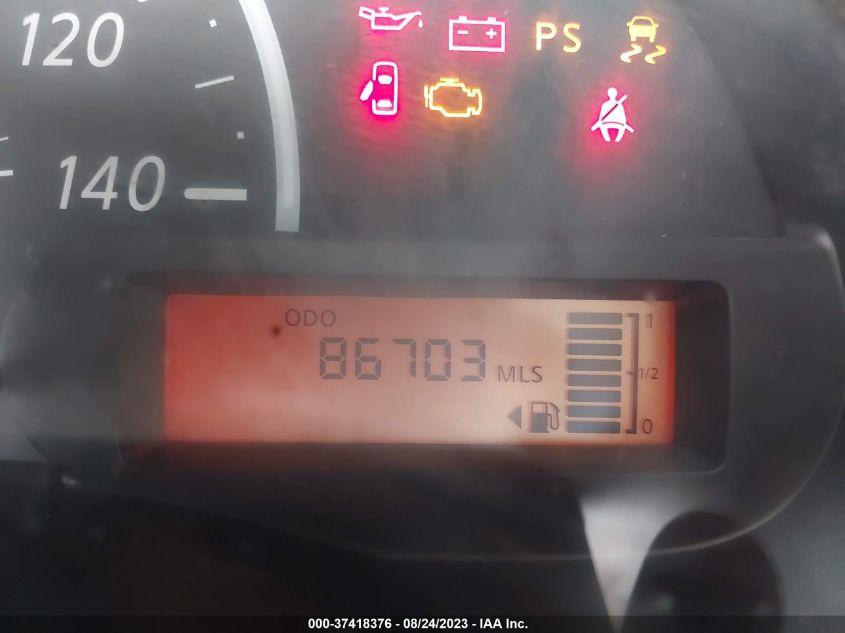 120
PS
140
ODO
86703 MLS
1
1/2
0
000-37418376 - 08/24/2023 - IAA Inc.